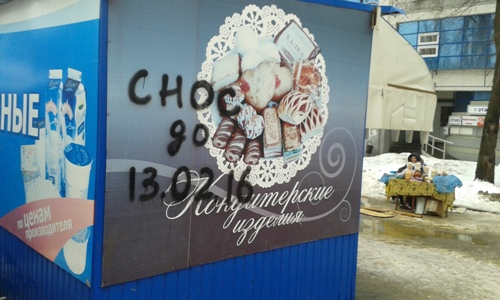 НЫЕ
по ценам
производителя
СНОС
до
13.02.16
Кондитерские
изделия